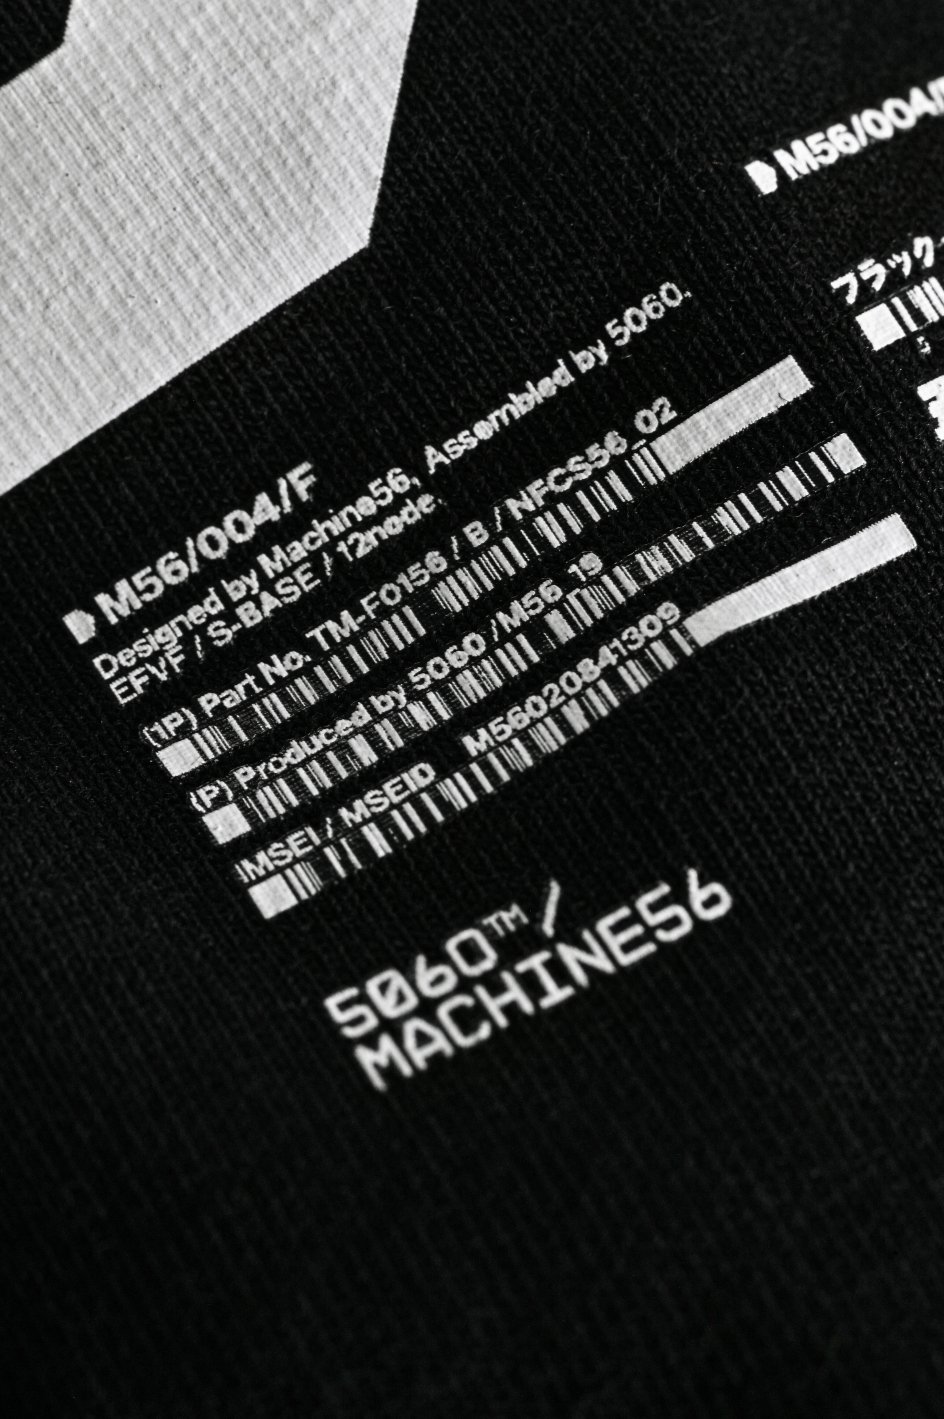 M56/004/F
Designed by Machine56, Assembled by 5060.
EFVF / S-BASE / 12node.
(1P) Part No. TM-F0156 / B / NFCS56_02
(P) Produced by 5060 /M56_19
IMSEI / MSEID M56020841309
5060™ /
MACHINE56
M56/004/
ブラック